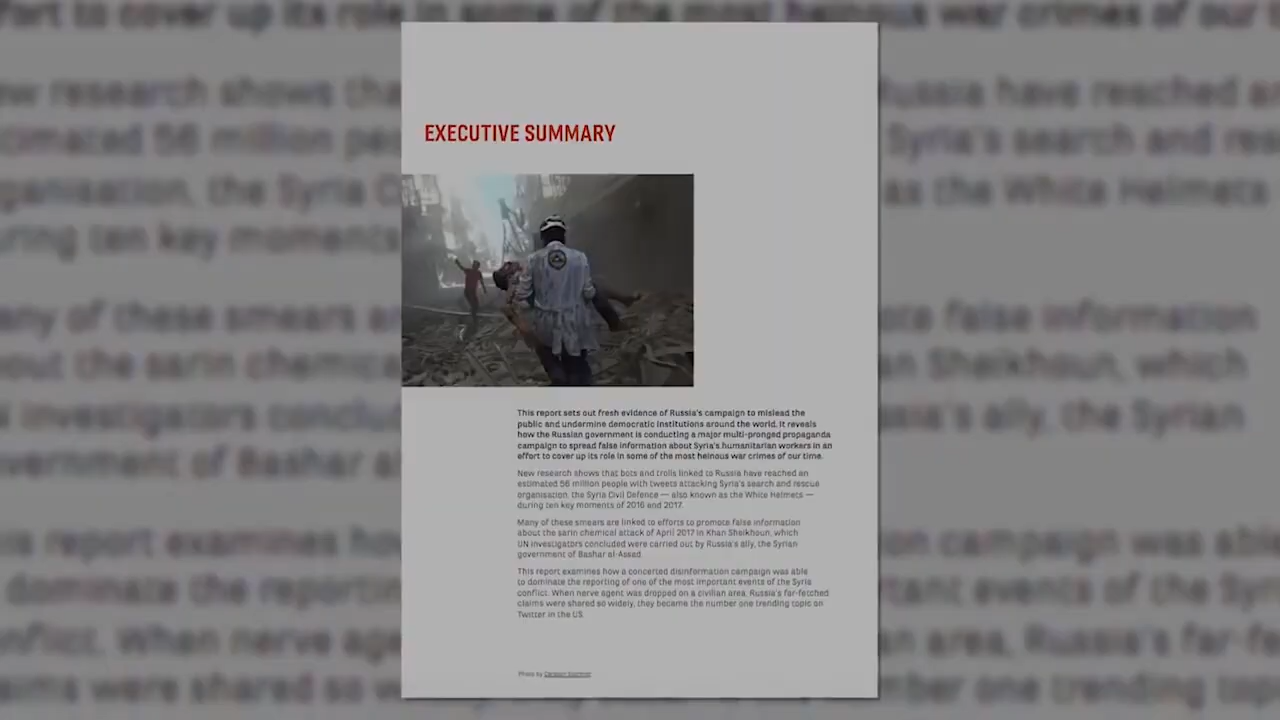 EXECUTIVE SUMMARY
This report sets out fresh evidence of Russia's campaign to mislead the
public and undermine democratic institutions around the world. It reveals
how the Russian government is conducting a major multi-pronged propaganda
campaign to spread false information about Syria's humanitarian workers in an
effort to cover up its role in some of the most heinous war crimes of our time.
New research shows that bots and trolls linked to Russia have reached an
estimated 56 million people with tweets attacking Syria's search and rescue
organisation, the Syria Civil Defence — also known as the White Helmets —
during ten key moments of 2016 and 2017.
Many of these smears are linked to efforts to promote false information
about the sarin chemical attack of April 2017 in Khan Sheikhoun, which
UN investigators concluded were carried out by Russia's ally, the Syrian
government of Bashar al-Assad.
This report examines how a concerted disinformation campaign was able
to dominate the reporting of one of the most important events of the Syria
conflict. When nerve agent was dropped on a civilian area, Russia's far-fetched
claims were shared so widely, they became the number one trending topic on
Twitter in the US.
Photo by